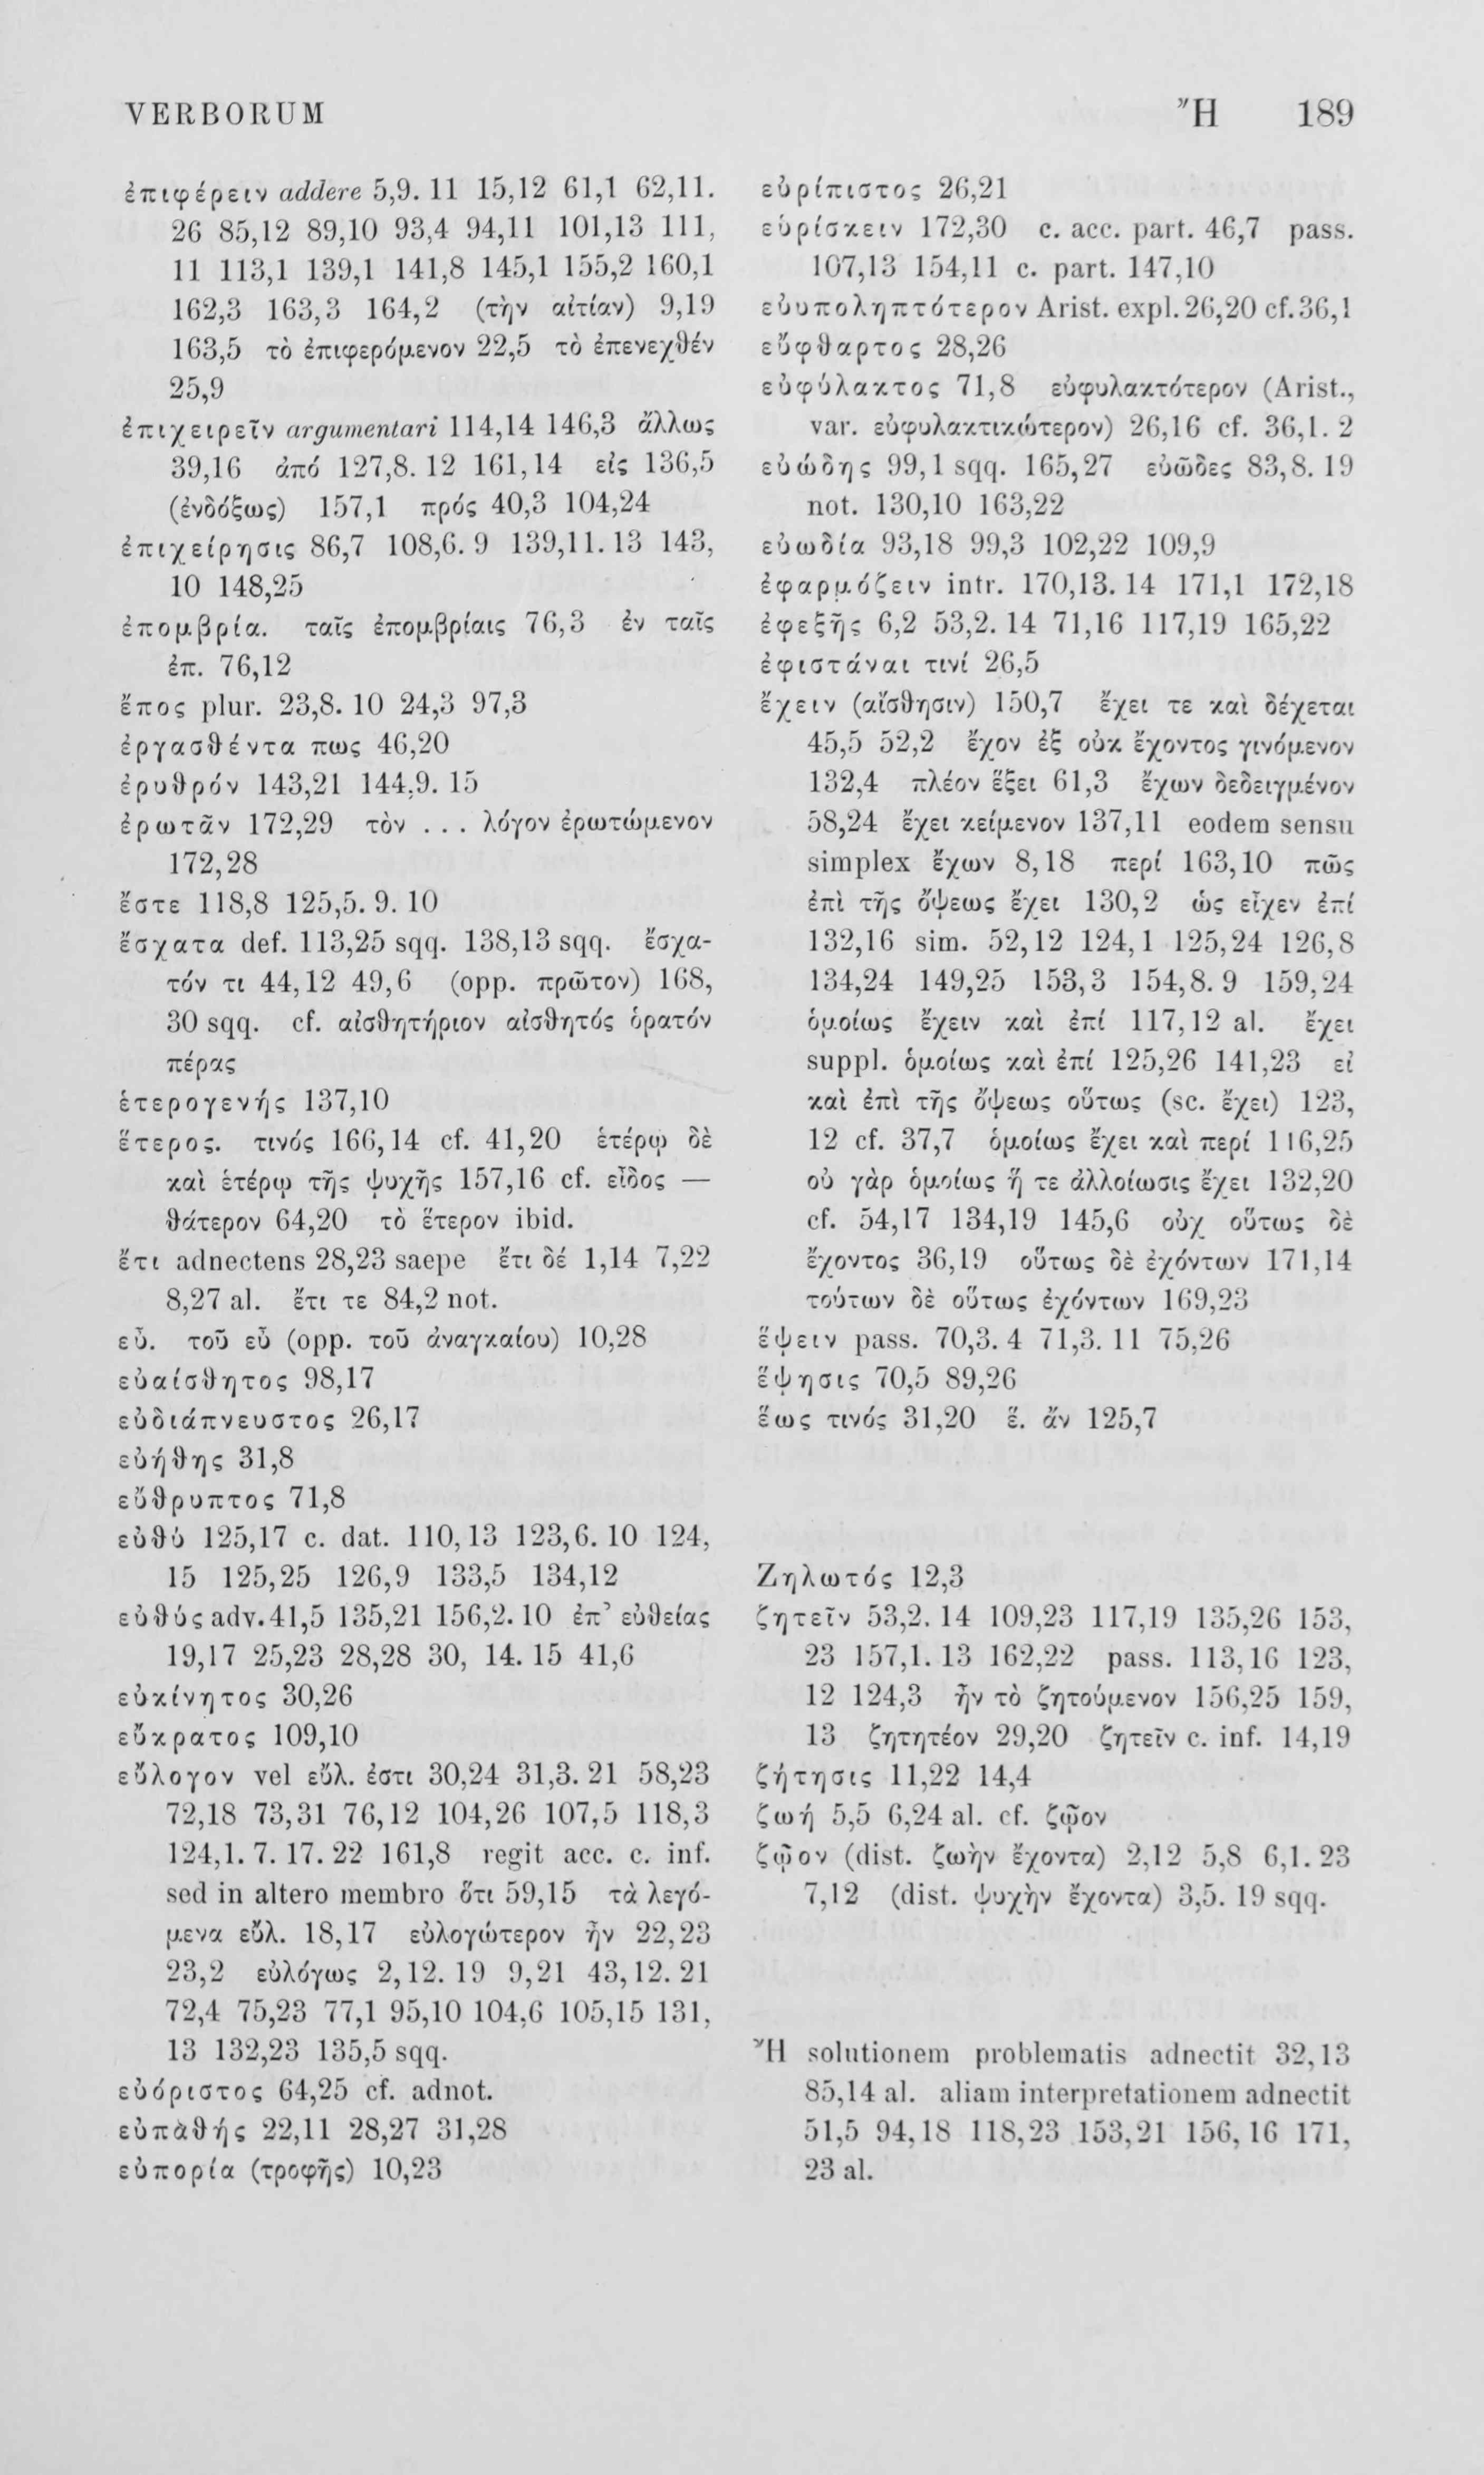 VERBORUM Ἤ 189
ἐπιφέρειν addere 5,9. 11 15,12 61,1 62,11.
26 85,12 89,10 93,4 94,11 101,13 111,
11 113,1 139,1 141,8 145,1 155,2 160,1
162,3 163,3 164,2 (τὴν αἰτίαν) 9,19
163,5 τὸ ἐπιφερόμενον 22,5 τὸ ἐπενεχθέν
25,9
ἐπιχειρεῖν argumentari 114,14 146,3 ἄλλως
39,16 ἀπό 127,8. 12 161,14 εἰς 136,5
(ἐνδόξως) 157,1 πρός 40,3 104,24
ἐπιχείρησις 86,7 108,6. 9 139,11. 13 143,
10 148,25
ἐπομβρία. ταῖς ἐπομβρίαις 76,3 ἐν ταῖς
ἐπ. 76,12
ἔπος plur. 23,8. 10 24,3 97,3
ἐργασθέντα πως 46,20
ἐρυθρόν 143,21 144,9. 15
ἐρωτᾶν 172,29 τὸν ... λόγον ἐρωτώμενον
172,28
ἔστε 118,8 125,5. 9. 10
ἔσχατα def. 113,25 sqq. 138,13 sqq. ἔσχα-
τόν τι 44,12 49,6 (opp. πρῶτον) 168,
30 sqq. cf. αἰσθητήριον αἰσθητός ὁρατόν
πέρας
ἑτερογενής 137,10
ἕτερος. τινός 166,14 cf. 41,20 ἑτέρῳ δὲ
καὶ ἑτέρῳ τῆς ψυχῆς 157,16 cf. εἶδος —
θάτερον 64,20 τὸ ἕτερον ibid.
ἔτι adnectens 28,23 saepe ἔτι δέ 1,14 7,22
8,27 al. ἔτι τε 84,2 not.
εὖ. τοῦ εὖ (opp. τοῦ ἀναγκαίου) 10,28
εὐαίσθητος 98,17
εὐδιάπνευστος 26,17
εὐήθης 31,8
εὔθρυπτος 71,8
εὐθύ 125,17 c. dat. 110,13 123,6. 10 124,
15 125,25 126,9 133,5 134,12
εὐθύς adv. 41,5 135,21 156,2. 10 ἐπ' εὐθείας
19,17 25,23 28,28 30, 14. 15 41,6
εὐκίνητος 30,26
εὔκρατος 109,10
εὔλογον vel εὔλ. ἐστι 30,24 31,3. 21 58,23
72,18 73,31 76,12 104,26 107,5 118,3
124,1. 7. 17. 22 161,8 regit acc. c. inf.
sed in altero membro ὅτι 59,15 τὰ λεγό-
μενα εὔλ. 18,17 εὐλογώτερον ἦν 22,23
23,2 εὐλόγως 2,12. 19 9,21 43,12. 21
72,4 75,23 77,1 95,10 104,6 105,15 131,
13 132,23 135,5 sqq.
εὐόριστος 64,25 cf. adnot.
εὐπαθής 22,11 28,27 31,28
εὐπορία (τροφῆς) 10,23
εὐρίπιστος 26,21
εὑρίσκειν 172,30 c. acc. part. 46,7 pass.
107,13 154,11 c. part. 147,10
εὐυποληπτότερον Arist. expl. 26,20 cf. 36,1
εὔφθαρτος 28,26
εὐφύλακτος 71,8 εὐφυλακτότερον (Arist.,
var. εὐφυλακτικώτερον) 26,16 cf. 36,1. 2
εὐώδης 99,1 sqq. 165,27 εὐῶδες 83,8. 19
not. 130,10 163,22
εὐωδία 93,18 99,3 102,22 109,9
ἐφαρμόζειν intr. 170,13. 14 171,1 172,18
ἐφεξῆς 6,2 53,2. 14 71,16 117,19 165,22
ἐφιστάναι τινί 26,5
ἔχειν (αἴσθησιν) 150,7 ἔχει τε καὶ δέχεται
45,5 52,2 ἔχον ἐξ οὐκ ἔχοντος γινόμενον
132,4 πλέον ἕξει 61,3 ἔχων δεδειγμένον
58,24 ἔχει κείμενον 137,11 eodem sensu
simplex ἔχων 8,18 περί 163,10 πῶς
ἐπὶ τῆς ὄψεως ἔχει 130,2 ὡς εἶχεν ἐπί
132,16 sim. 52,12 124,1 125,24 126,8
134,24 149,25 153,3 154,8. 9 159,24
ὁμοίως ἔχειν καὶ ἐπί 117,12 al. ἔχει
suppl. ὁμοίως καὶ ἐπί 125,26 141,23 εἰ
καὶ ἐπὶ τῆς ὄψεως οὕτως (sc. ἔχει) 123,
12 cf. 37,7 ὁμοίως ἔχει καὶ περί 116,25
οὐ γὰρ ὁμοίως ἥ τε ἀλλοίωσις ἔχει 132,20
cf. 54,17 134,19 145,6 οὐχ οὕτως δὲ
ἔχοντος 36,19 οὕτως δὲ ἐχόντων 171,14
τούτων δὲ οὕτως ἐχόντων 169,23
ἕψειν pass. 70,3. 4 71,3. 11 75,26
ἕψησις 70,5 89,26
ἕως τινός 31,20 ἕ. ἄν 125,7
Ζηλωτός 12,3
ζητεῖν 53,2. 14 109,23 117,19 135,26 153,
23 157,1. 13 162,22 pass. 113,16 123,
12 124,3 ἦν τὸ ζητούμενον 156,25 159,
13 ζητητέον 29,20 ζητεῖν c. inf. 14,19
ζήτησις 11,22 14,4
ζωή 5,5 6,24 al. cf. ζῷον
ζῷον (dist. ζωὴν ἔχοντα) 2,12 5,8 6,1. 23
7,12 (dist. ψυχὴν ἔχοντα) 3,5. 19 sqq.
Ἤ solutionem problematis adnectit 32,13
85,14 al. aliam interpretationem adnectit
51,5 94,18 118,23 153,21 156,16 171,
23 al.